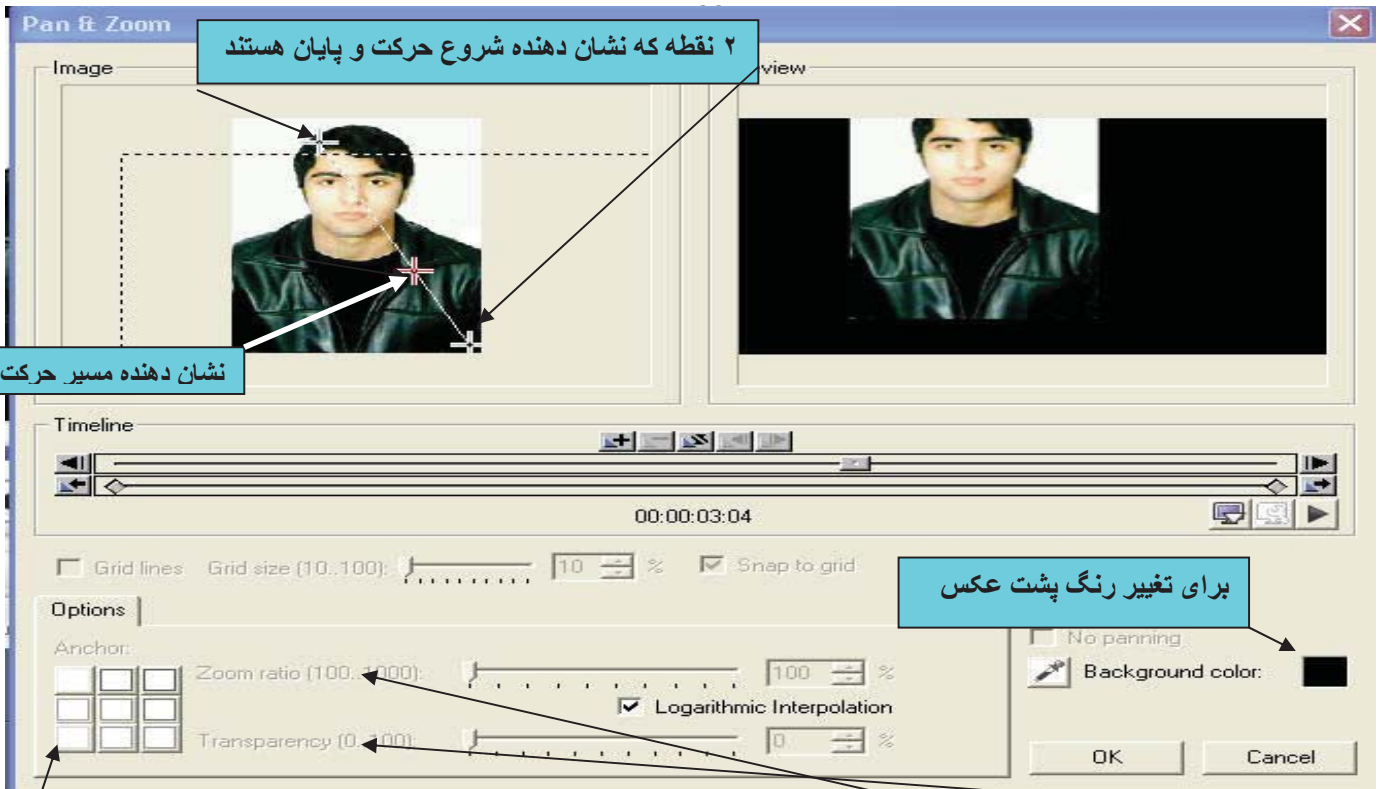 Pan & Zoom
۲ نقطه که نشان دهنده شروع حرکت و پایان هستند
Image
view
نشان دهنده مسیر حرکت
Timeline
00:00:03:04
Grid lines Grid size (10..100): 10 % Snap to grid
برای تغییر رنگ پشت عکس
Options
No panning
Anchor:
Zoom ratio (100..1000): 100 %
Background color:
Logarithmic Interpolation
Transparency (0..100): 0 %
OK Cancel